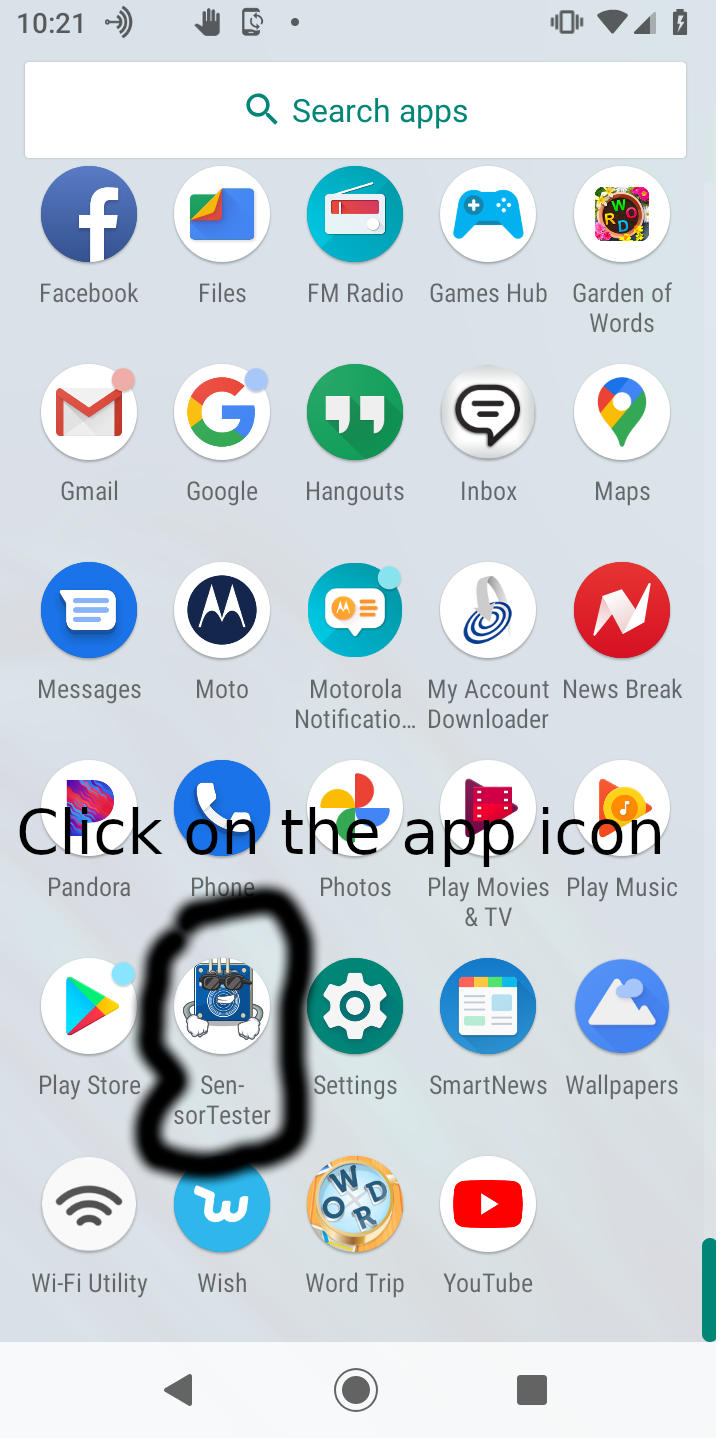 10:21
Search apps
Facebook Files FM Radio Games Hub Garden of
Words
Gmail Google Hangouts Inbox Maps
Messages Moto Motorola My Account News Break
Notificatio… Downloader
Click on the app icon
Pandora Phone Photos Play Movies Play Music
& TV
Play Store Sen- Settings SmartNews Wallpapers
sorTester
W
O D
R
Wi-Fi Utility Wish Word Trip YouTube